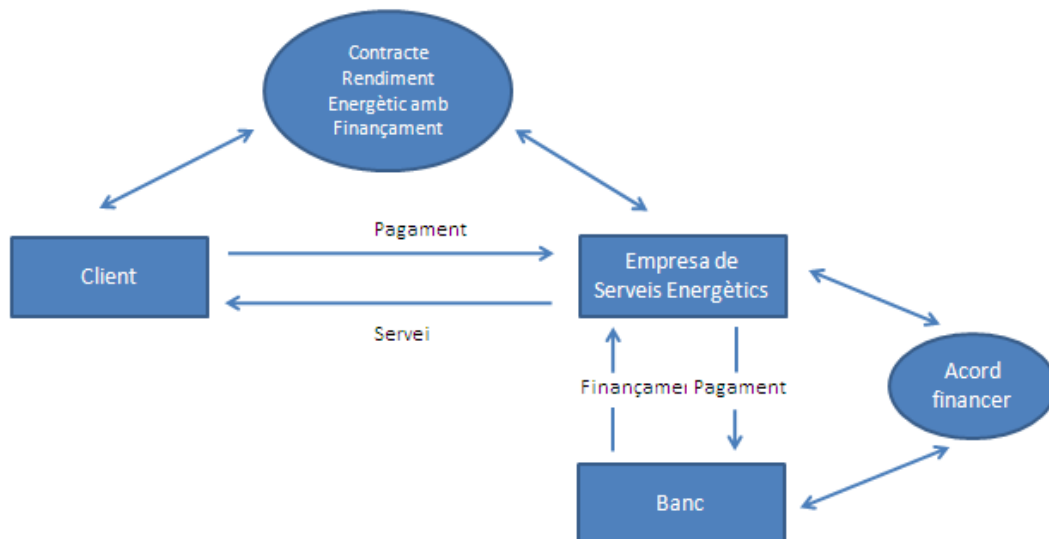 Contracte
Rendiment
Energètic amb
Finançament
Pagament
Client
Empresa de
Serveis Energètics
Servei
Finançamei
Pagament
Acord
financer
Banc